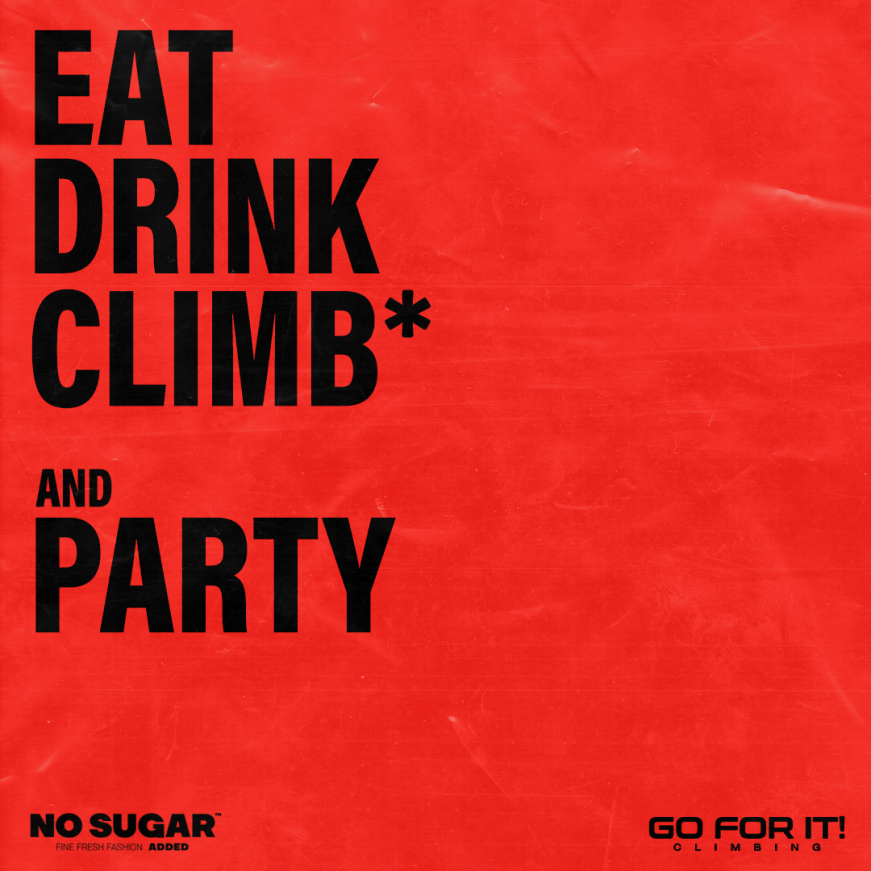 EAT
DRINK
CLIMB*
AND
PARTY
NO SUGAR™
FINE FRESH FASHION ADDED
GO FOR IT!
CLIMBING